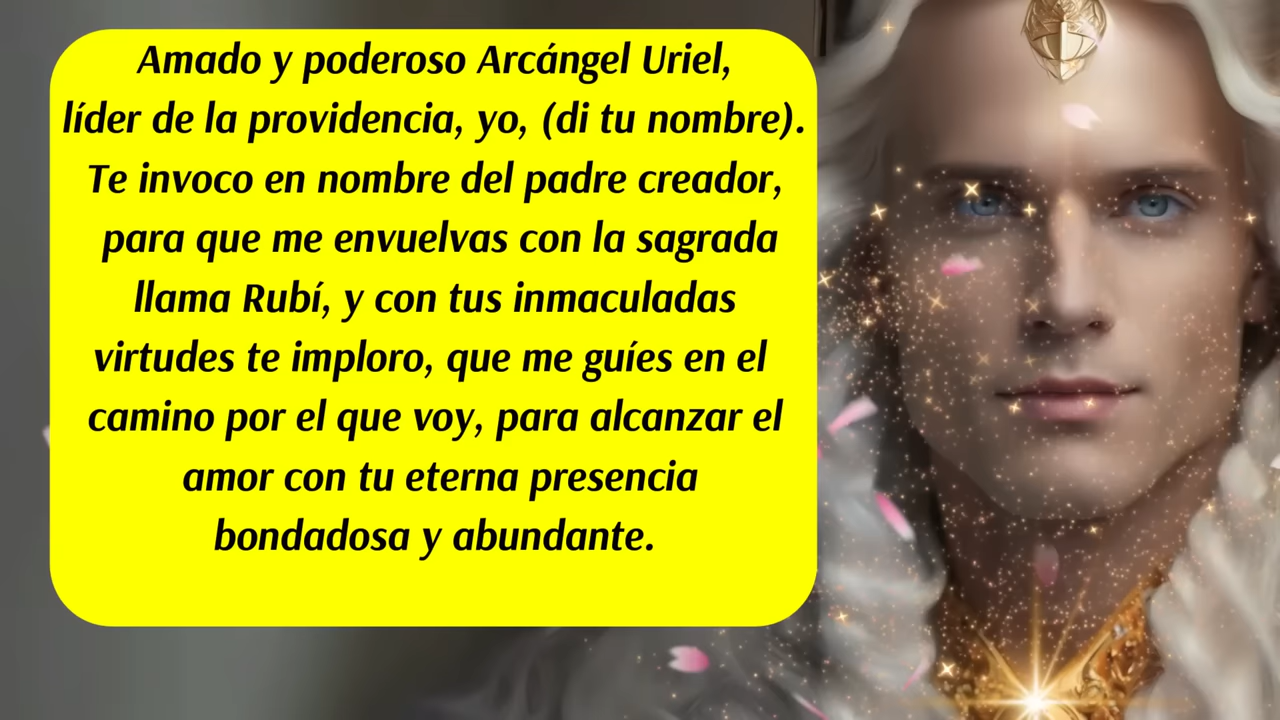 Amado y poderoso Arcángel Uriel,
líder de la providencia, yo, (di tu nombre).
Te invoco en nombre del padre creador,
para que me envuelvas con la sagrada
llama Rubí, y con tus inmaculadas
virtudes te imploro, que me guíes en el
camino por el que voy, para alcanzar el
amor con tu eterna presencia
bondadosa y abundante.